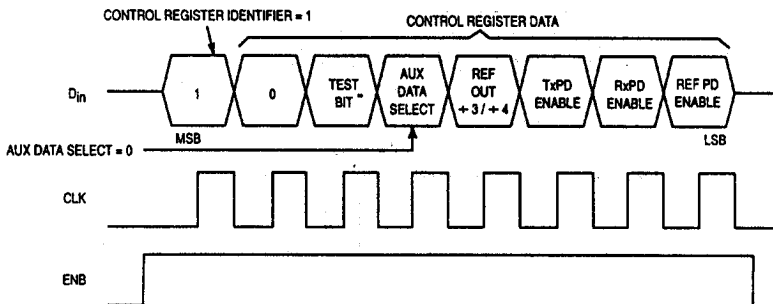 CONTROL REGISTER IDENTIFIER = 1
CONTROL REGISTER DATA
Din
1
0
TEST
BIT
AUX
DATA
SELECT
REF
OUT
÷ 3 / ÷ 4
TxPD
ENABLE
RxPD
ENABLE
REF PD
ENABLE
MSB
LSB
AUX DATA SELECT = 0
CLK
ENB